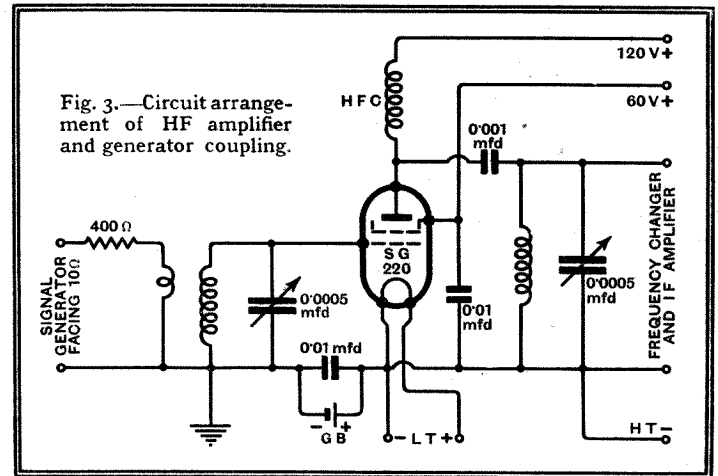 120 V+
HFC
60 V+
Fig. 3.—Circuit arrange-
ment of HF amplifier
and generator coupling.
0·001
mfd
400 Ω
SG
220
SIGNAL
GENERATOR
FACING 10Ω
0·0005
mfd
0·01
mfd
0·0005
mfd
FREQUENCY CHANGER
AND IF AMPLIFIER
0·01 mfd
- GB +
- LT +
HT -